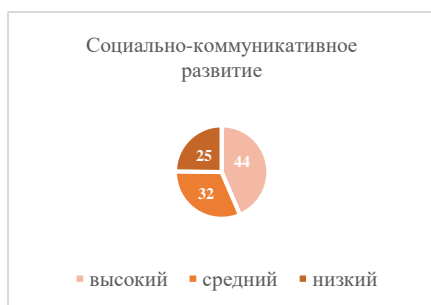 Социально-коммуникативное
развитие
25
44
32
высокий средний низкий